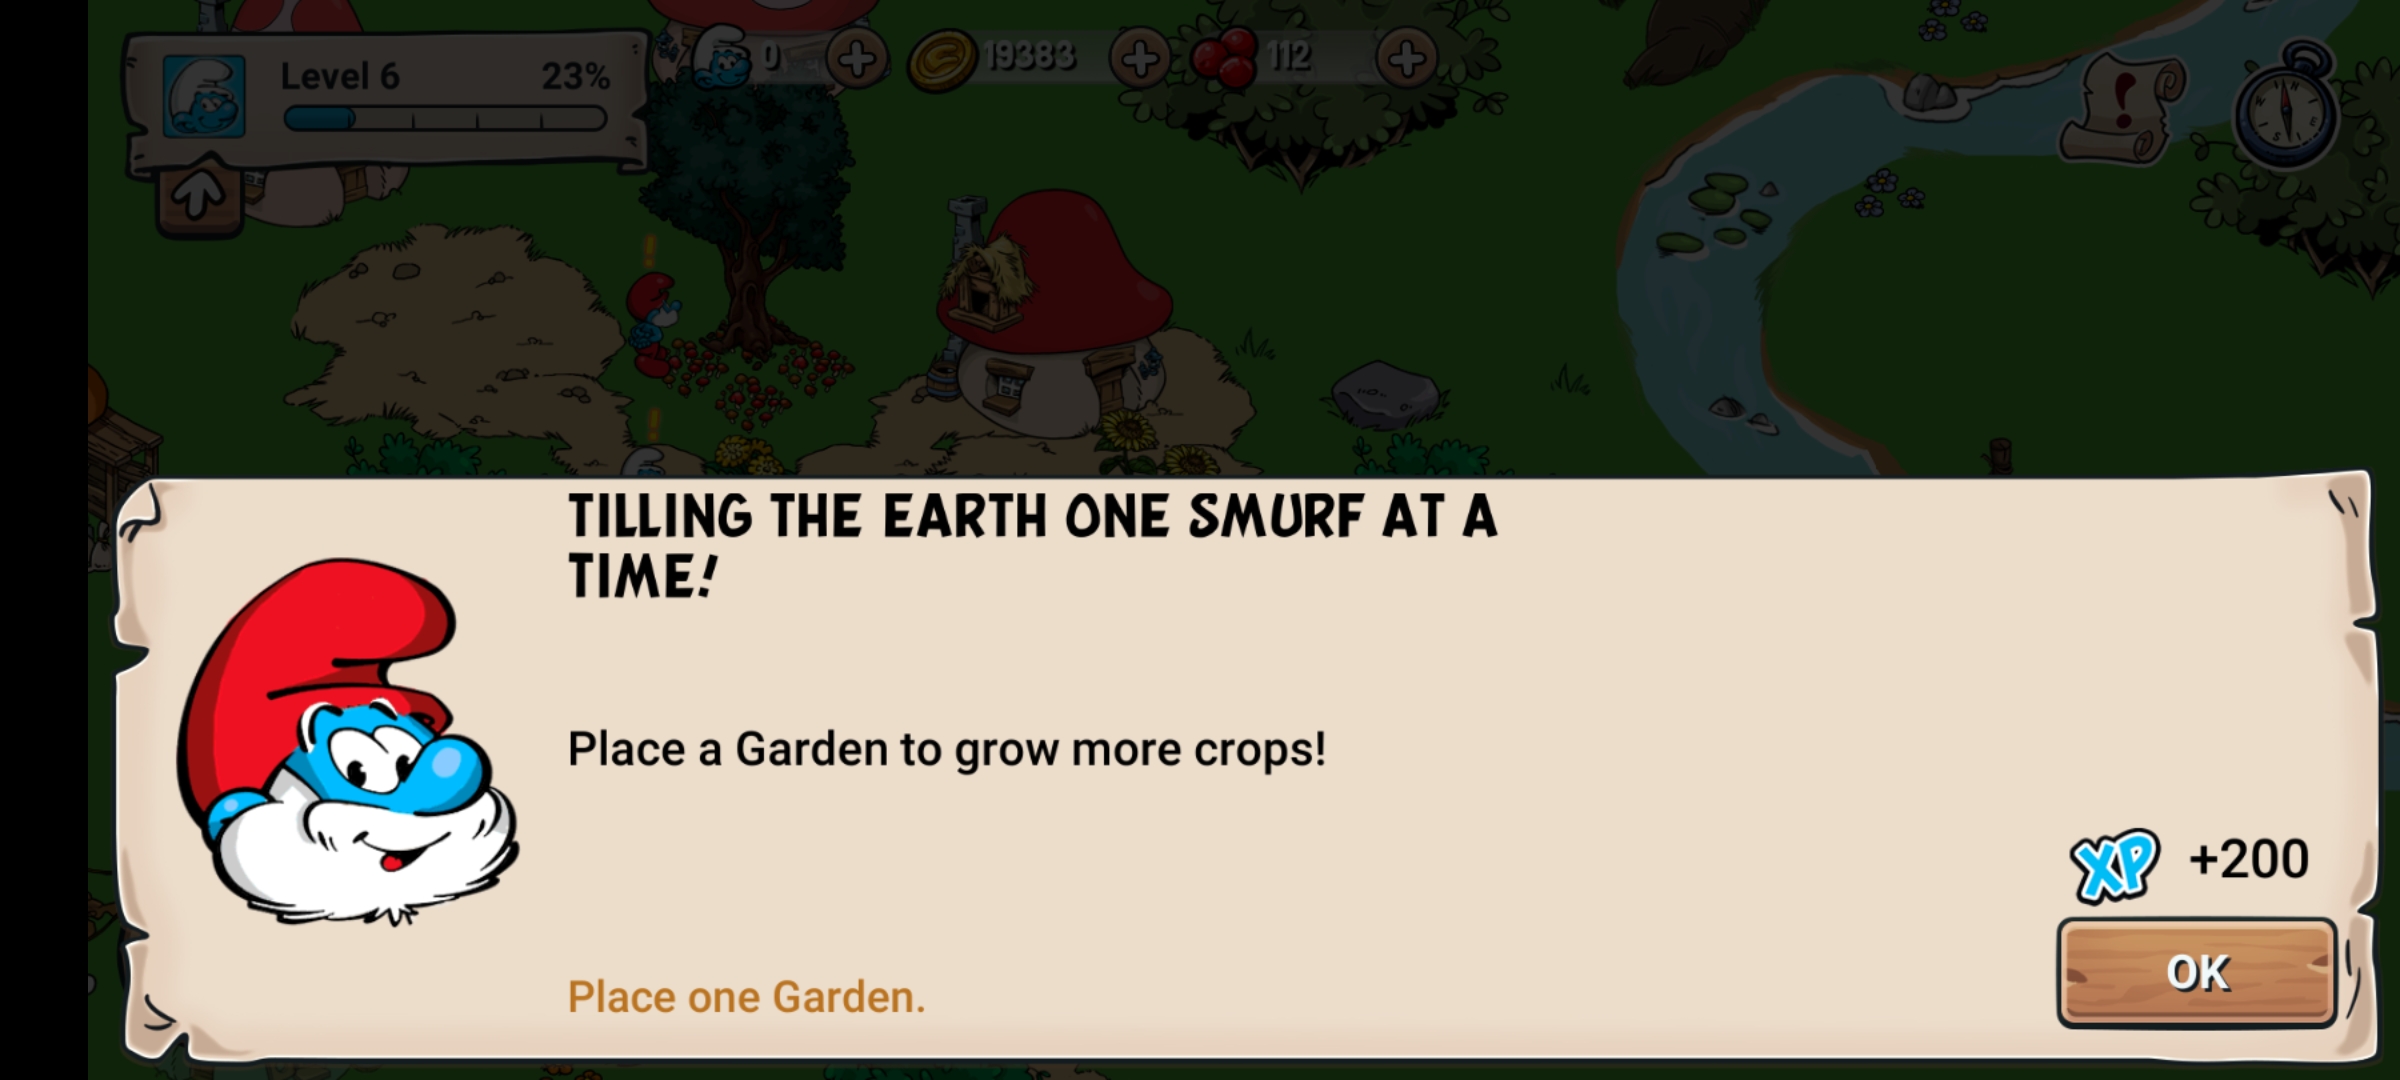 Level 6 23%
0 19383 112
TILLING THE EARTH ONE SMURF AT A
TIME!
Place a Garden to grow more crops!
XP +200
Place one Garden.
OK